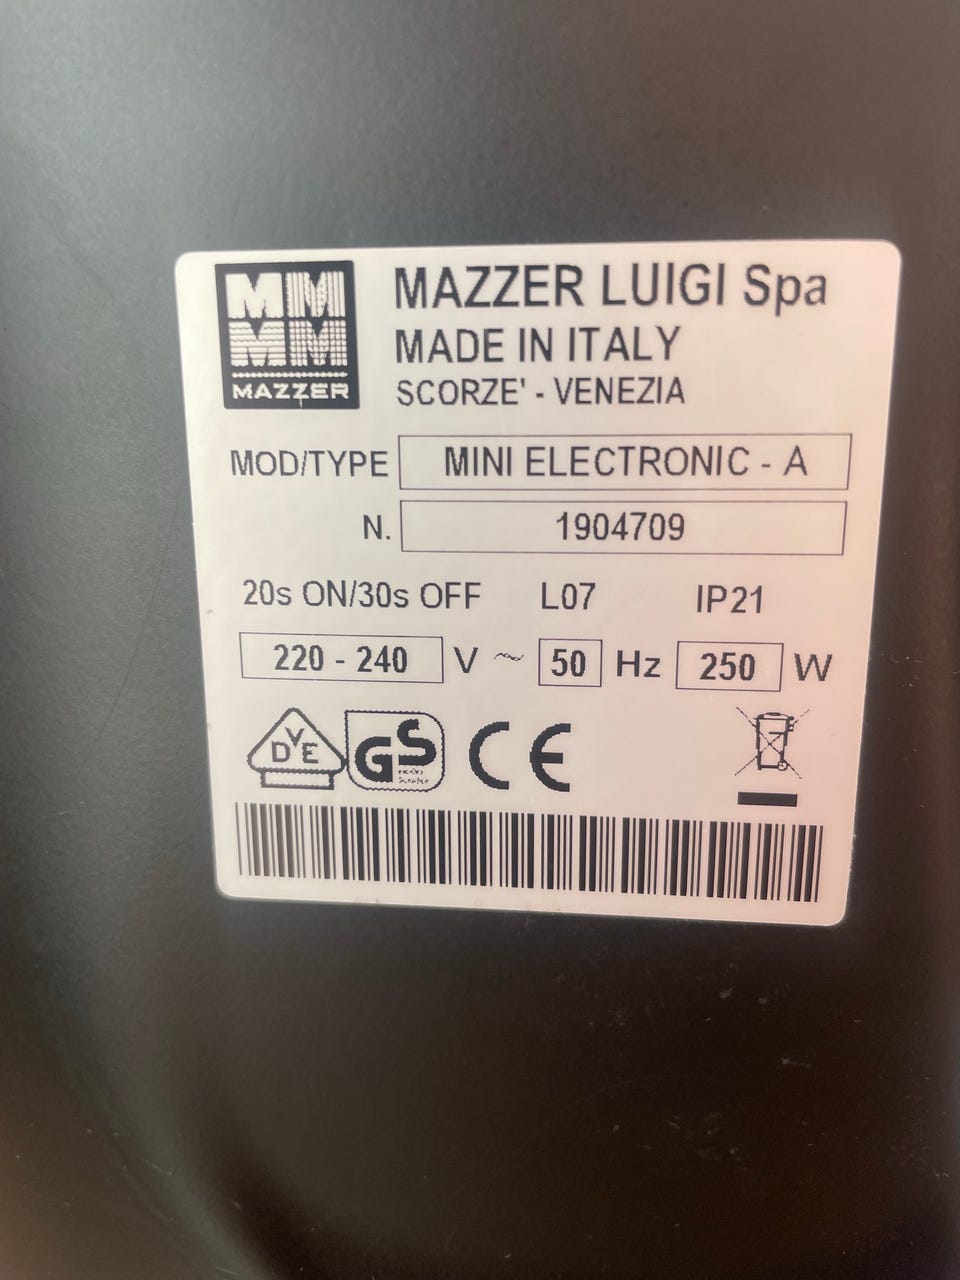 MAZZER
MAZZER LUIGI Spa
MADE IN ITALY
SCORZE' - VENEZIA
MOD/TYPE MINI ELECTRONIC - A
N. 1904709
20s ON/30s OFF L07 IP21
220 - 240 V ~ 50 Hz 250 W
DVE GS CE